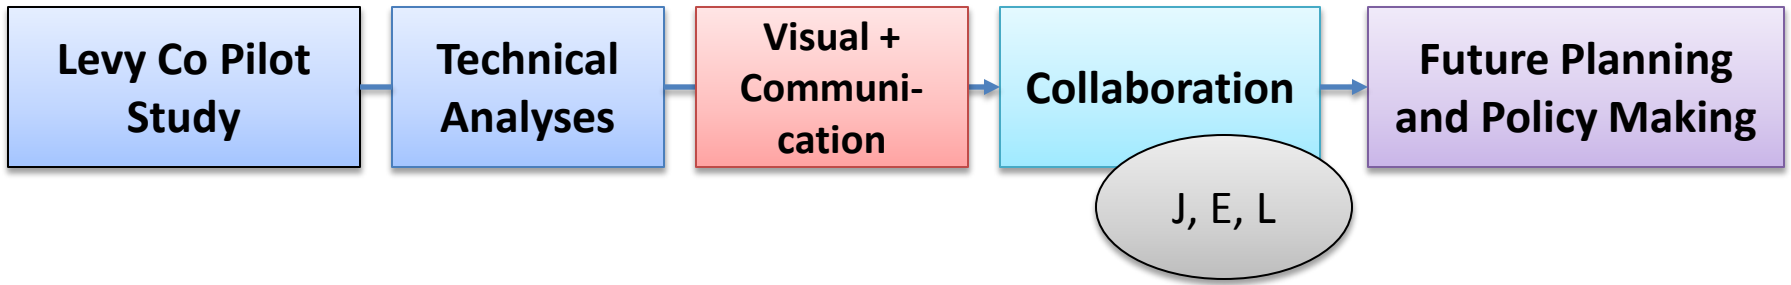 Levy Co Pilot
Study
Technical
Analyses
Visual +
Communi-
cation
Collaboration
Future Planning
and Policy Making
J, E, L